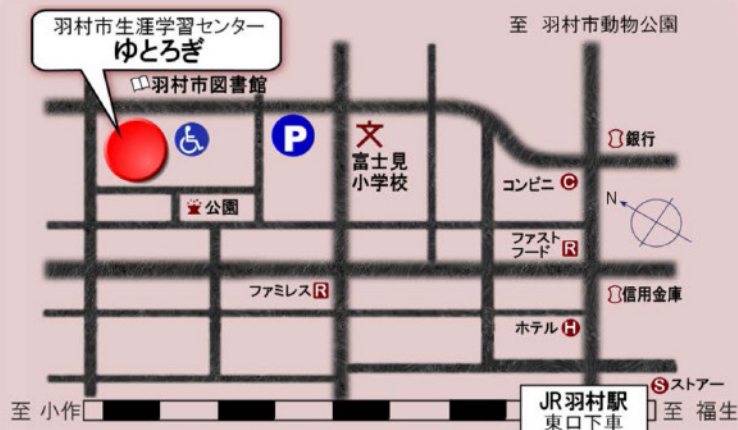 羽村市生涯学習センター
ゆとろぎ
至 羽村市動物公園
羽村市図書館
P
文
富士見
小学校
銀行
コンビニ C
N
公園
ファスト
フード R
ファミレス R
信用金庫
ホテル H
S ストアー
至 小作
JR羽村駅
東口下車
至 福生